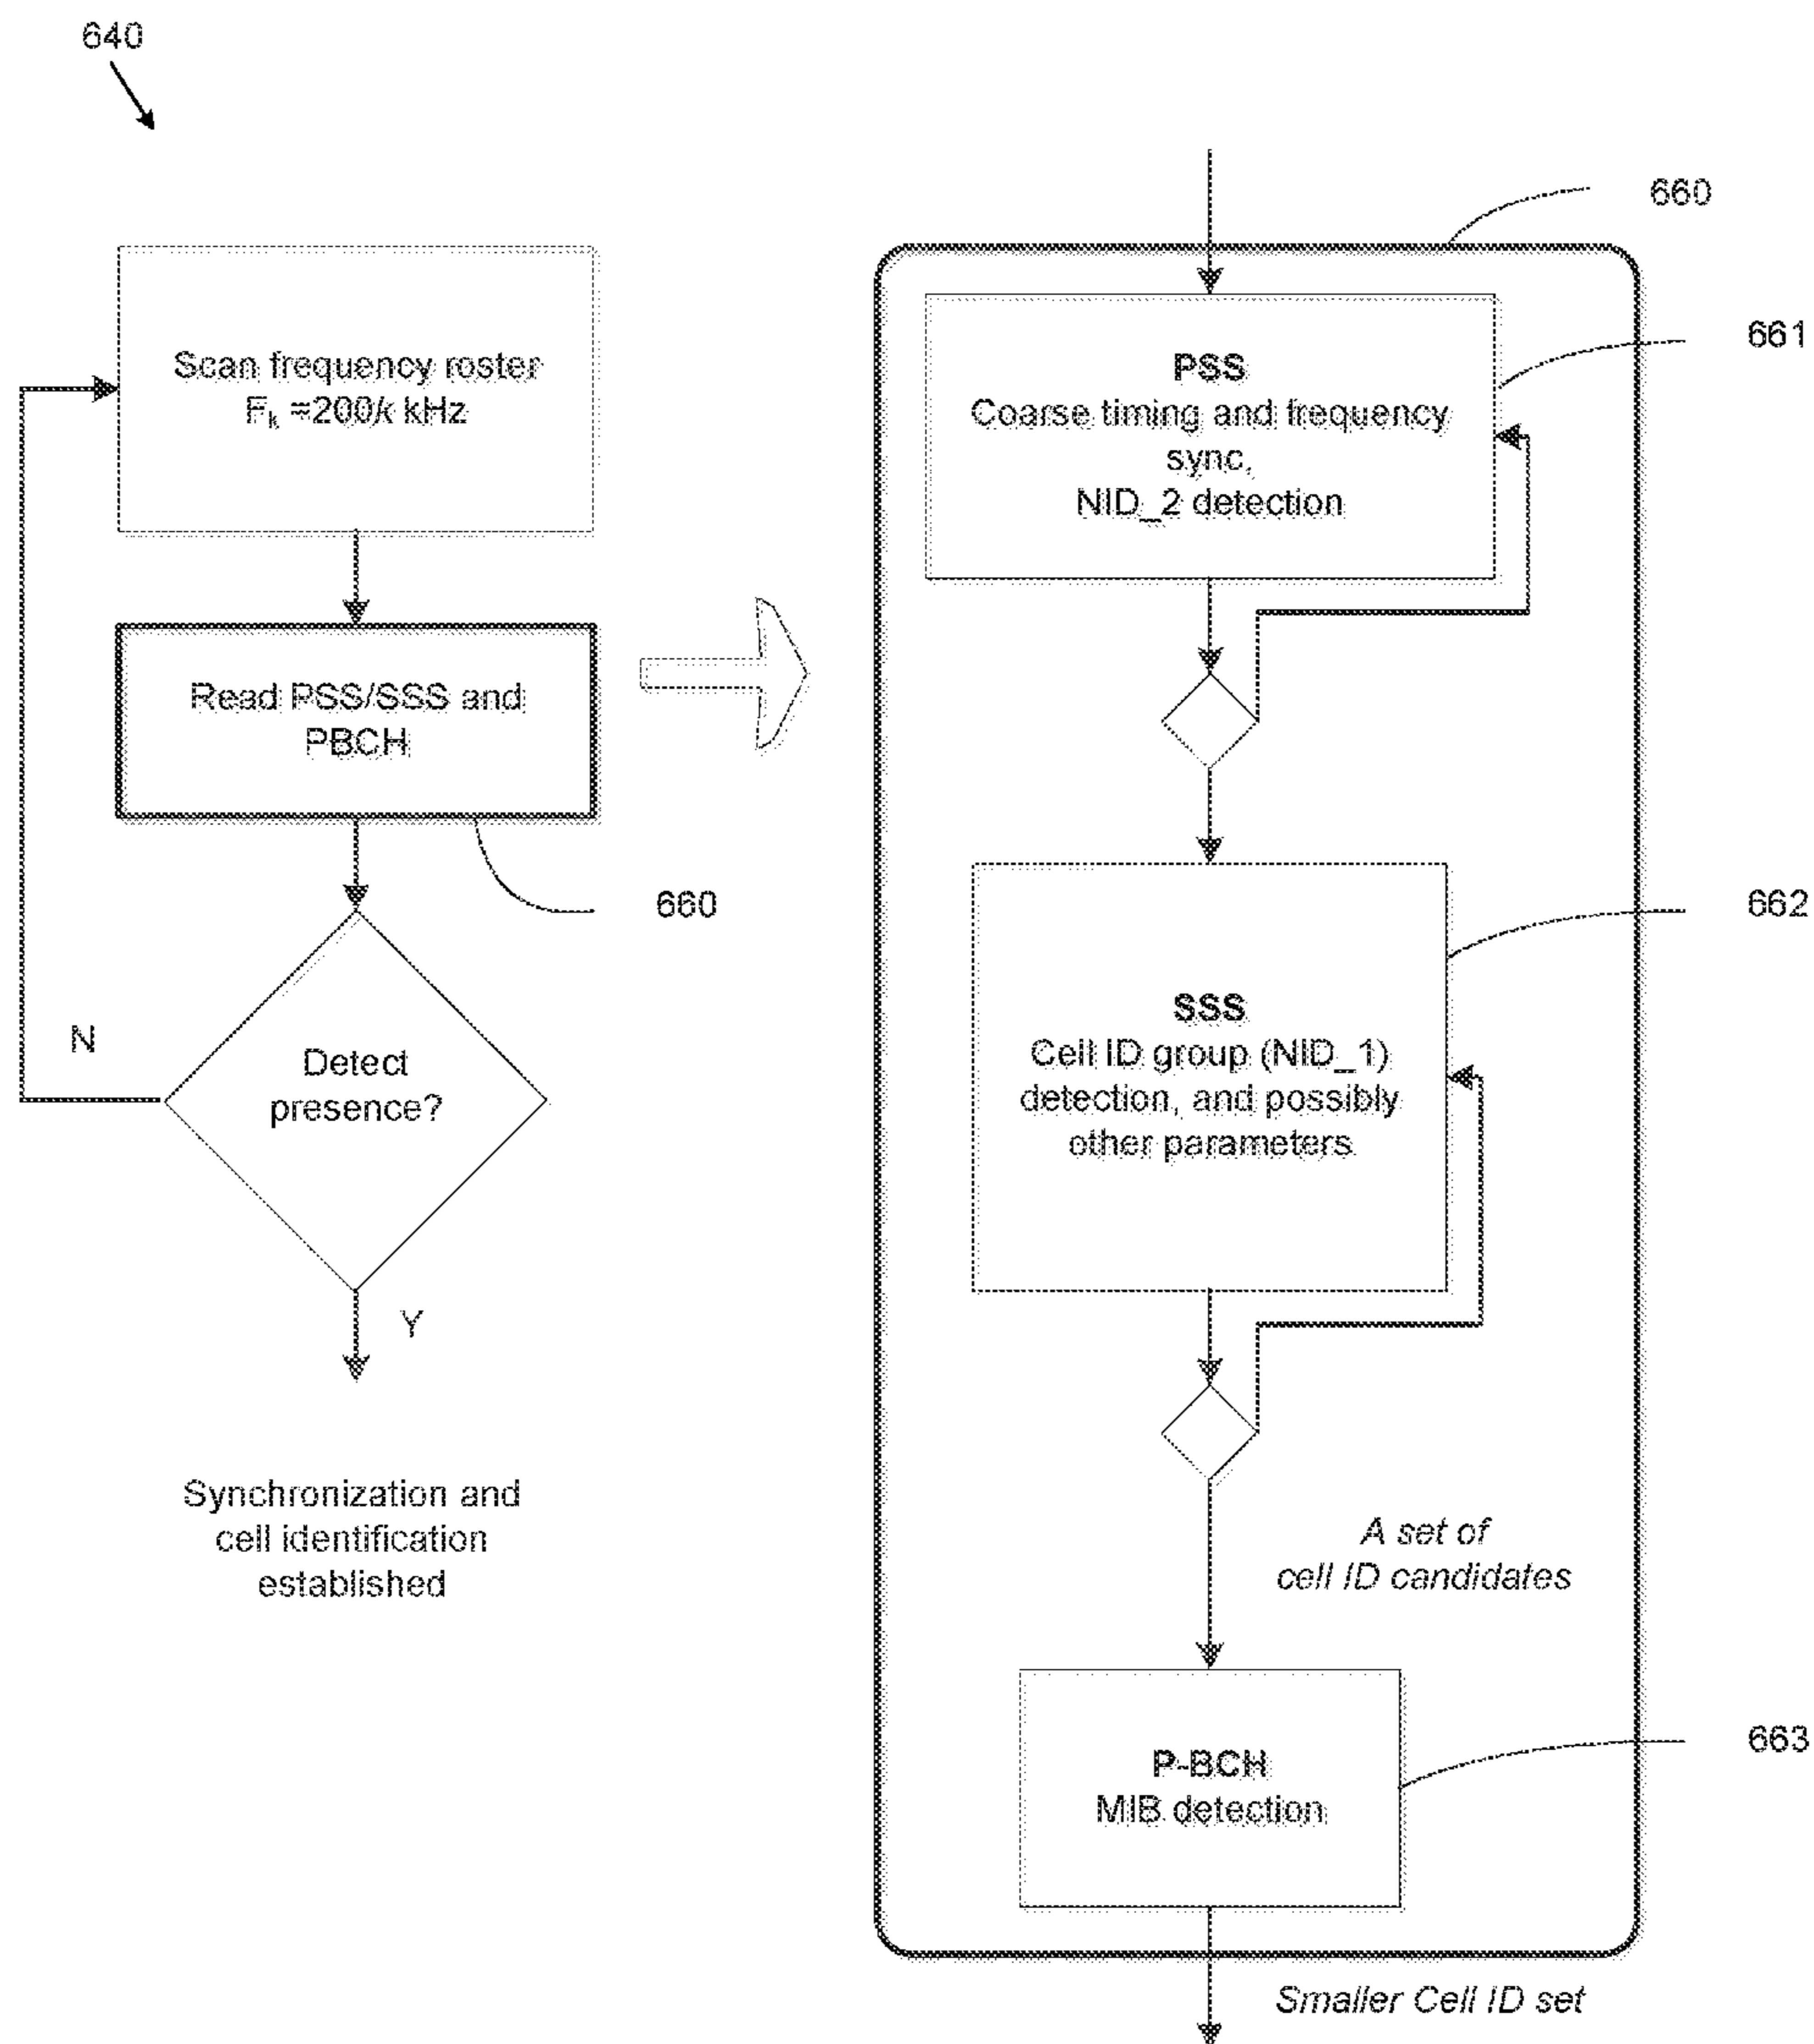 640
Scan frequency roster
Fk =200/k kHz
Read PSS/SSS and
PBCH
660
N
Detect
presence?
Y
Synchronization and
cell identification
established
660
PSS
Coarse timing and frequency
sync,
NID_2 detection
661
SSS
Cell ID group (NID_1)
detection, and possibly
other parameters
662
A set of
cell ID candidates
P-BCH
MIB detection
663
Smaller Cell ID set